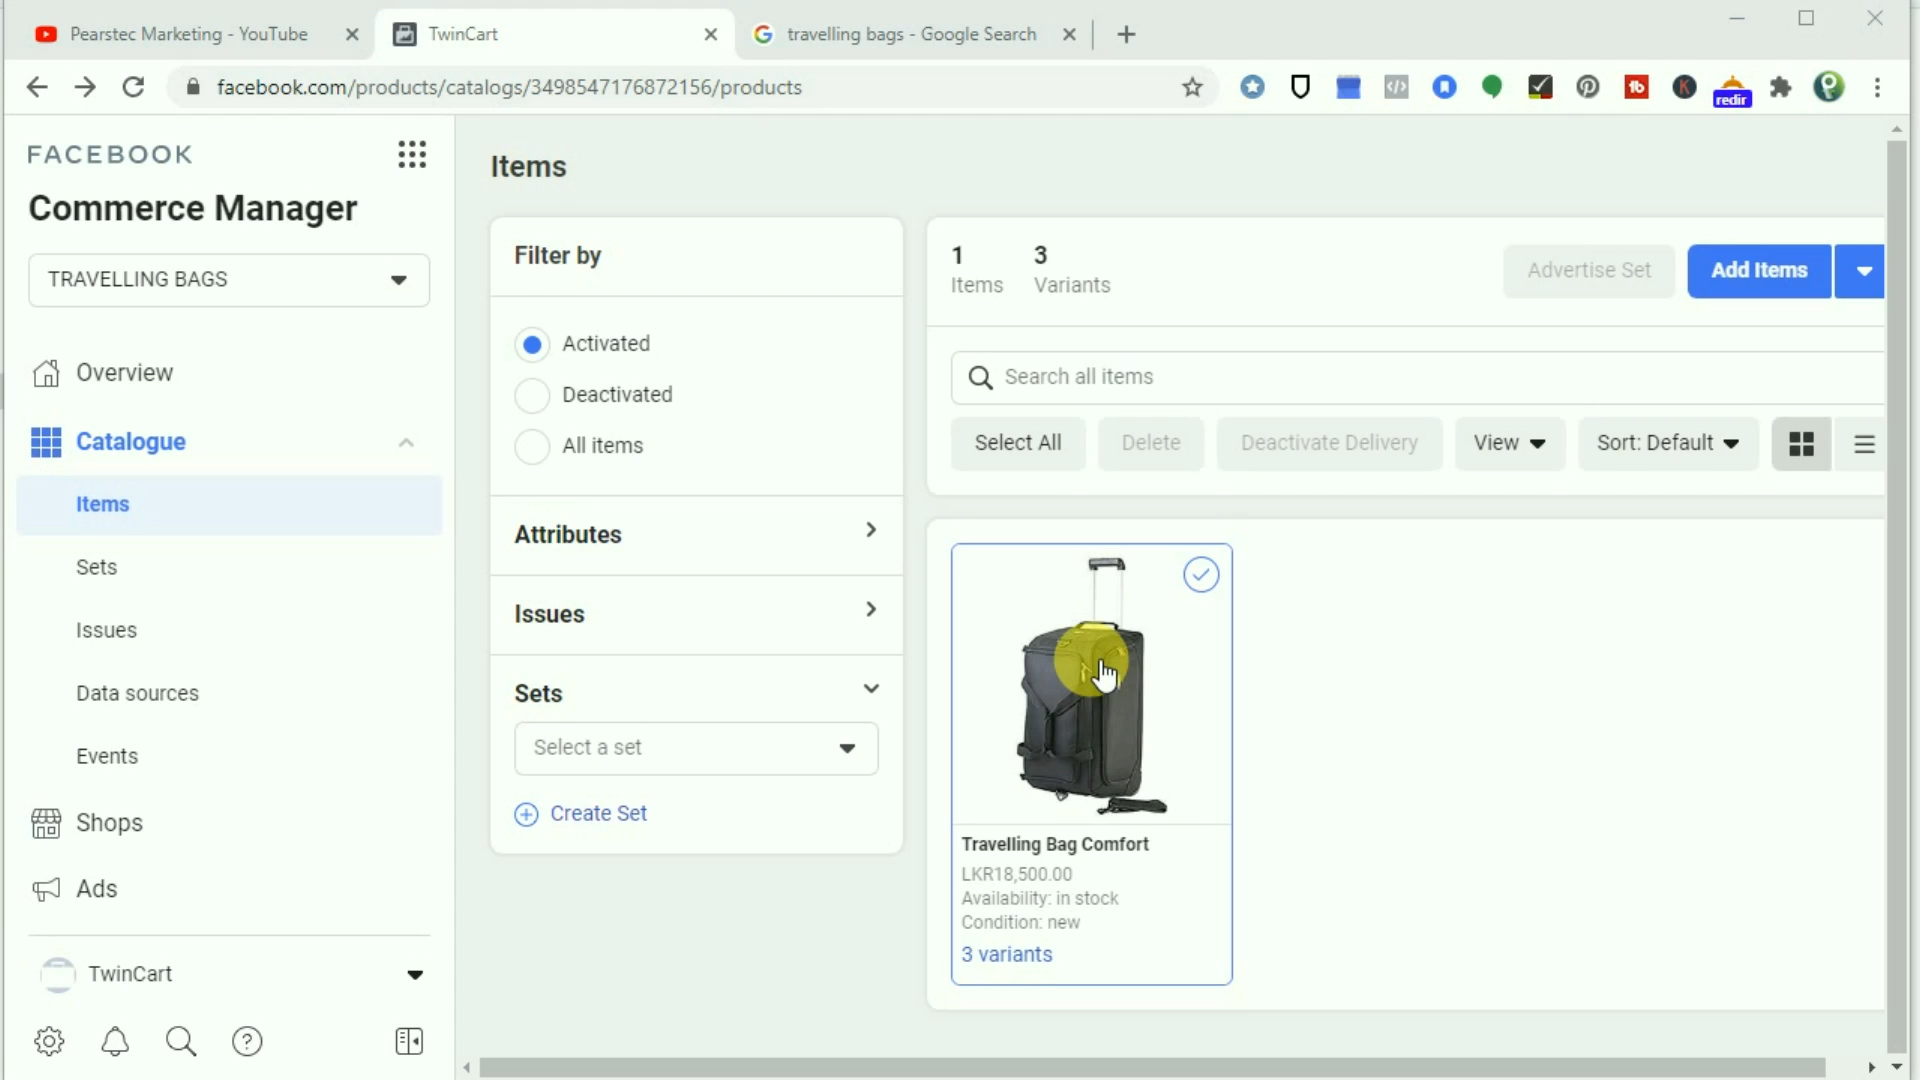 Pearstec Marketing - YouTube
TwinCart
travelling bags - Google Search
facebook.com/products/catalogs/3498547176872156/products
redir
FACEBOOK
Commerce Manager
TRAVELLING BAGS
Overview
Catalogue
Items
Sets
Issues
Data sources
Events
Shops
Ads
TwinCart
Items
Filter by
Activated
Deactivated
All items
Attributes
Issues
Sets
Select a set
Create Set
1
Items
3
Variants
Advertise Set
Add Items
Search all items
Select All
Delete
Deactivate Delivery
View
Sort: Default
Travelling Bag Comfort
LKR18,500.00
Availability: in stock
Condition: new
3 variants